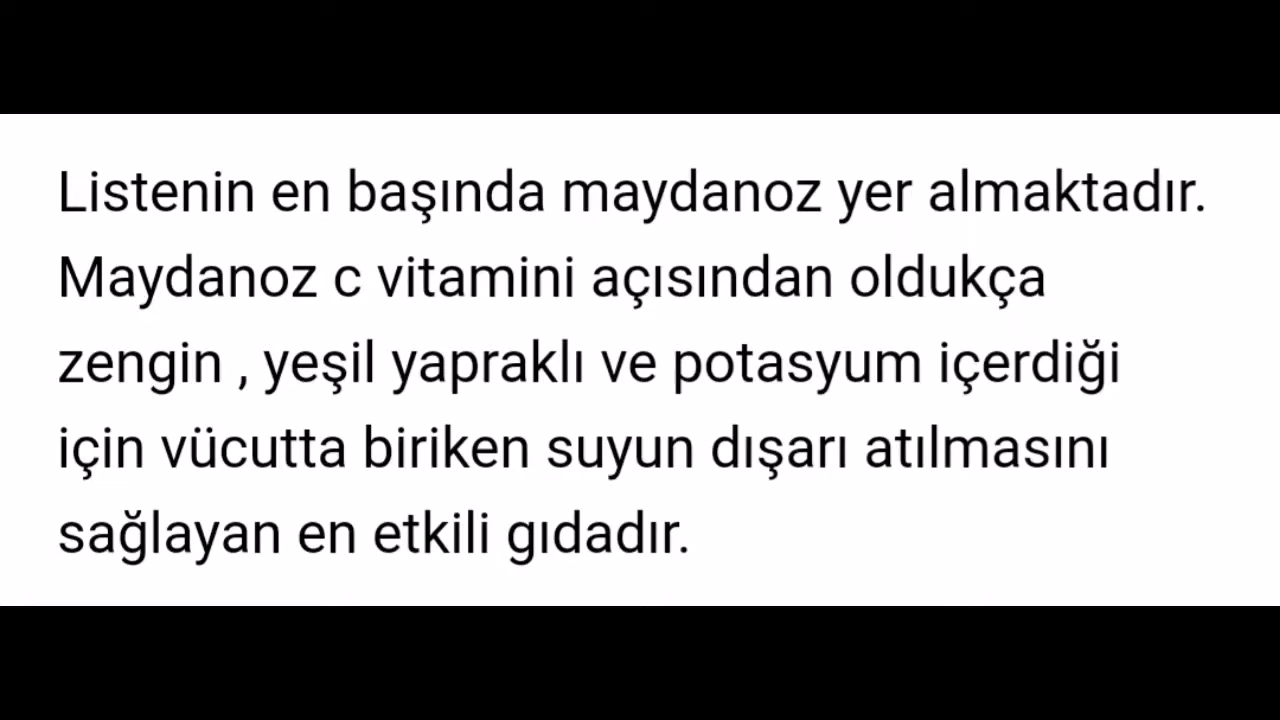 Listenin en başında maydanoz yer almaktadır.
Maydanoz c vitamini açısından oldukça
zengin , yeşil yapraklı ve potasyum içerdiği
için vücutta biriken suyun dışarı atılmasını
sağlayan en etkili gıdadır.